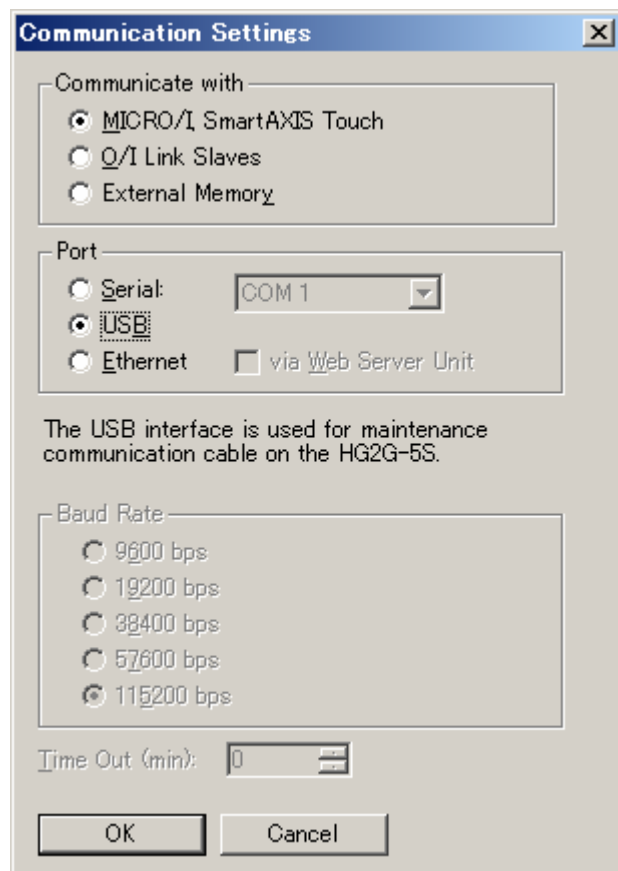 Communication Settings
Communicate with
MICRO/I, SmartAXIS Touch
O/I Link Slaves
External Memory
Port
Serial: COM 1
USB
Ethernet via Web Server Unit
The USB interface is used for maintenance
communication cable on the HG2G-5S.
Baud Rate
9600 bps
19200 bps
38400 bps
57600 bps
115200 bps
Time Out (min): 0
OK Cancel